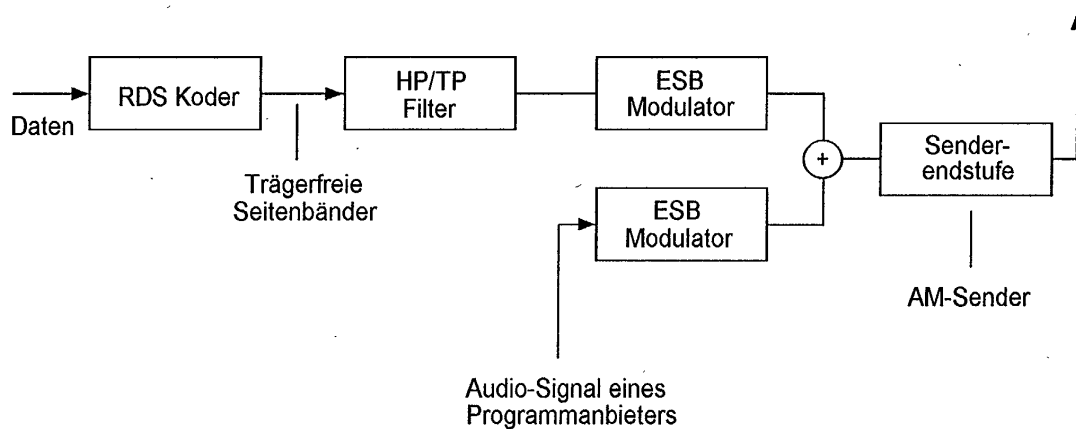 Daten
RDS Koder
HP/TP
Filter
ESB
Modulator
Trägerfreie
Seitenbänder
ESB
Modulator
+
Sender-
endstufe
AM-Sender
Audio-Signal eines
Programmanbieters